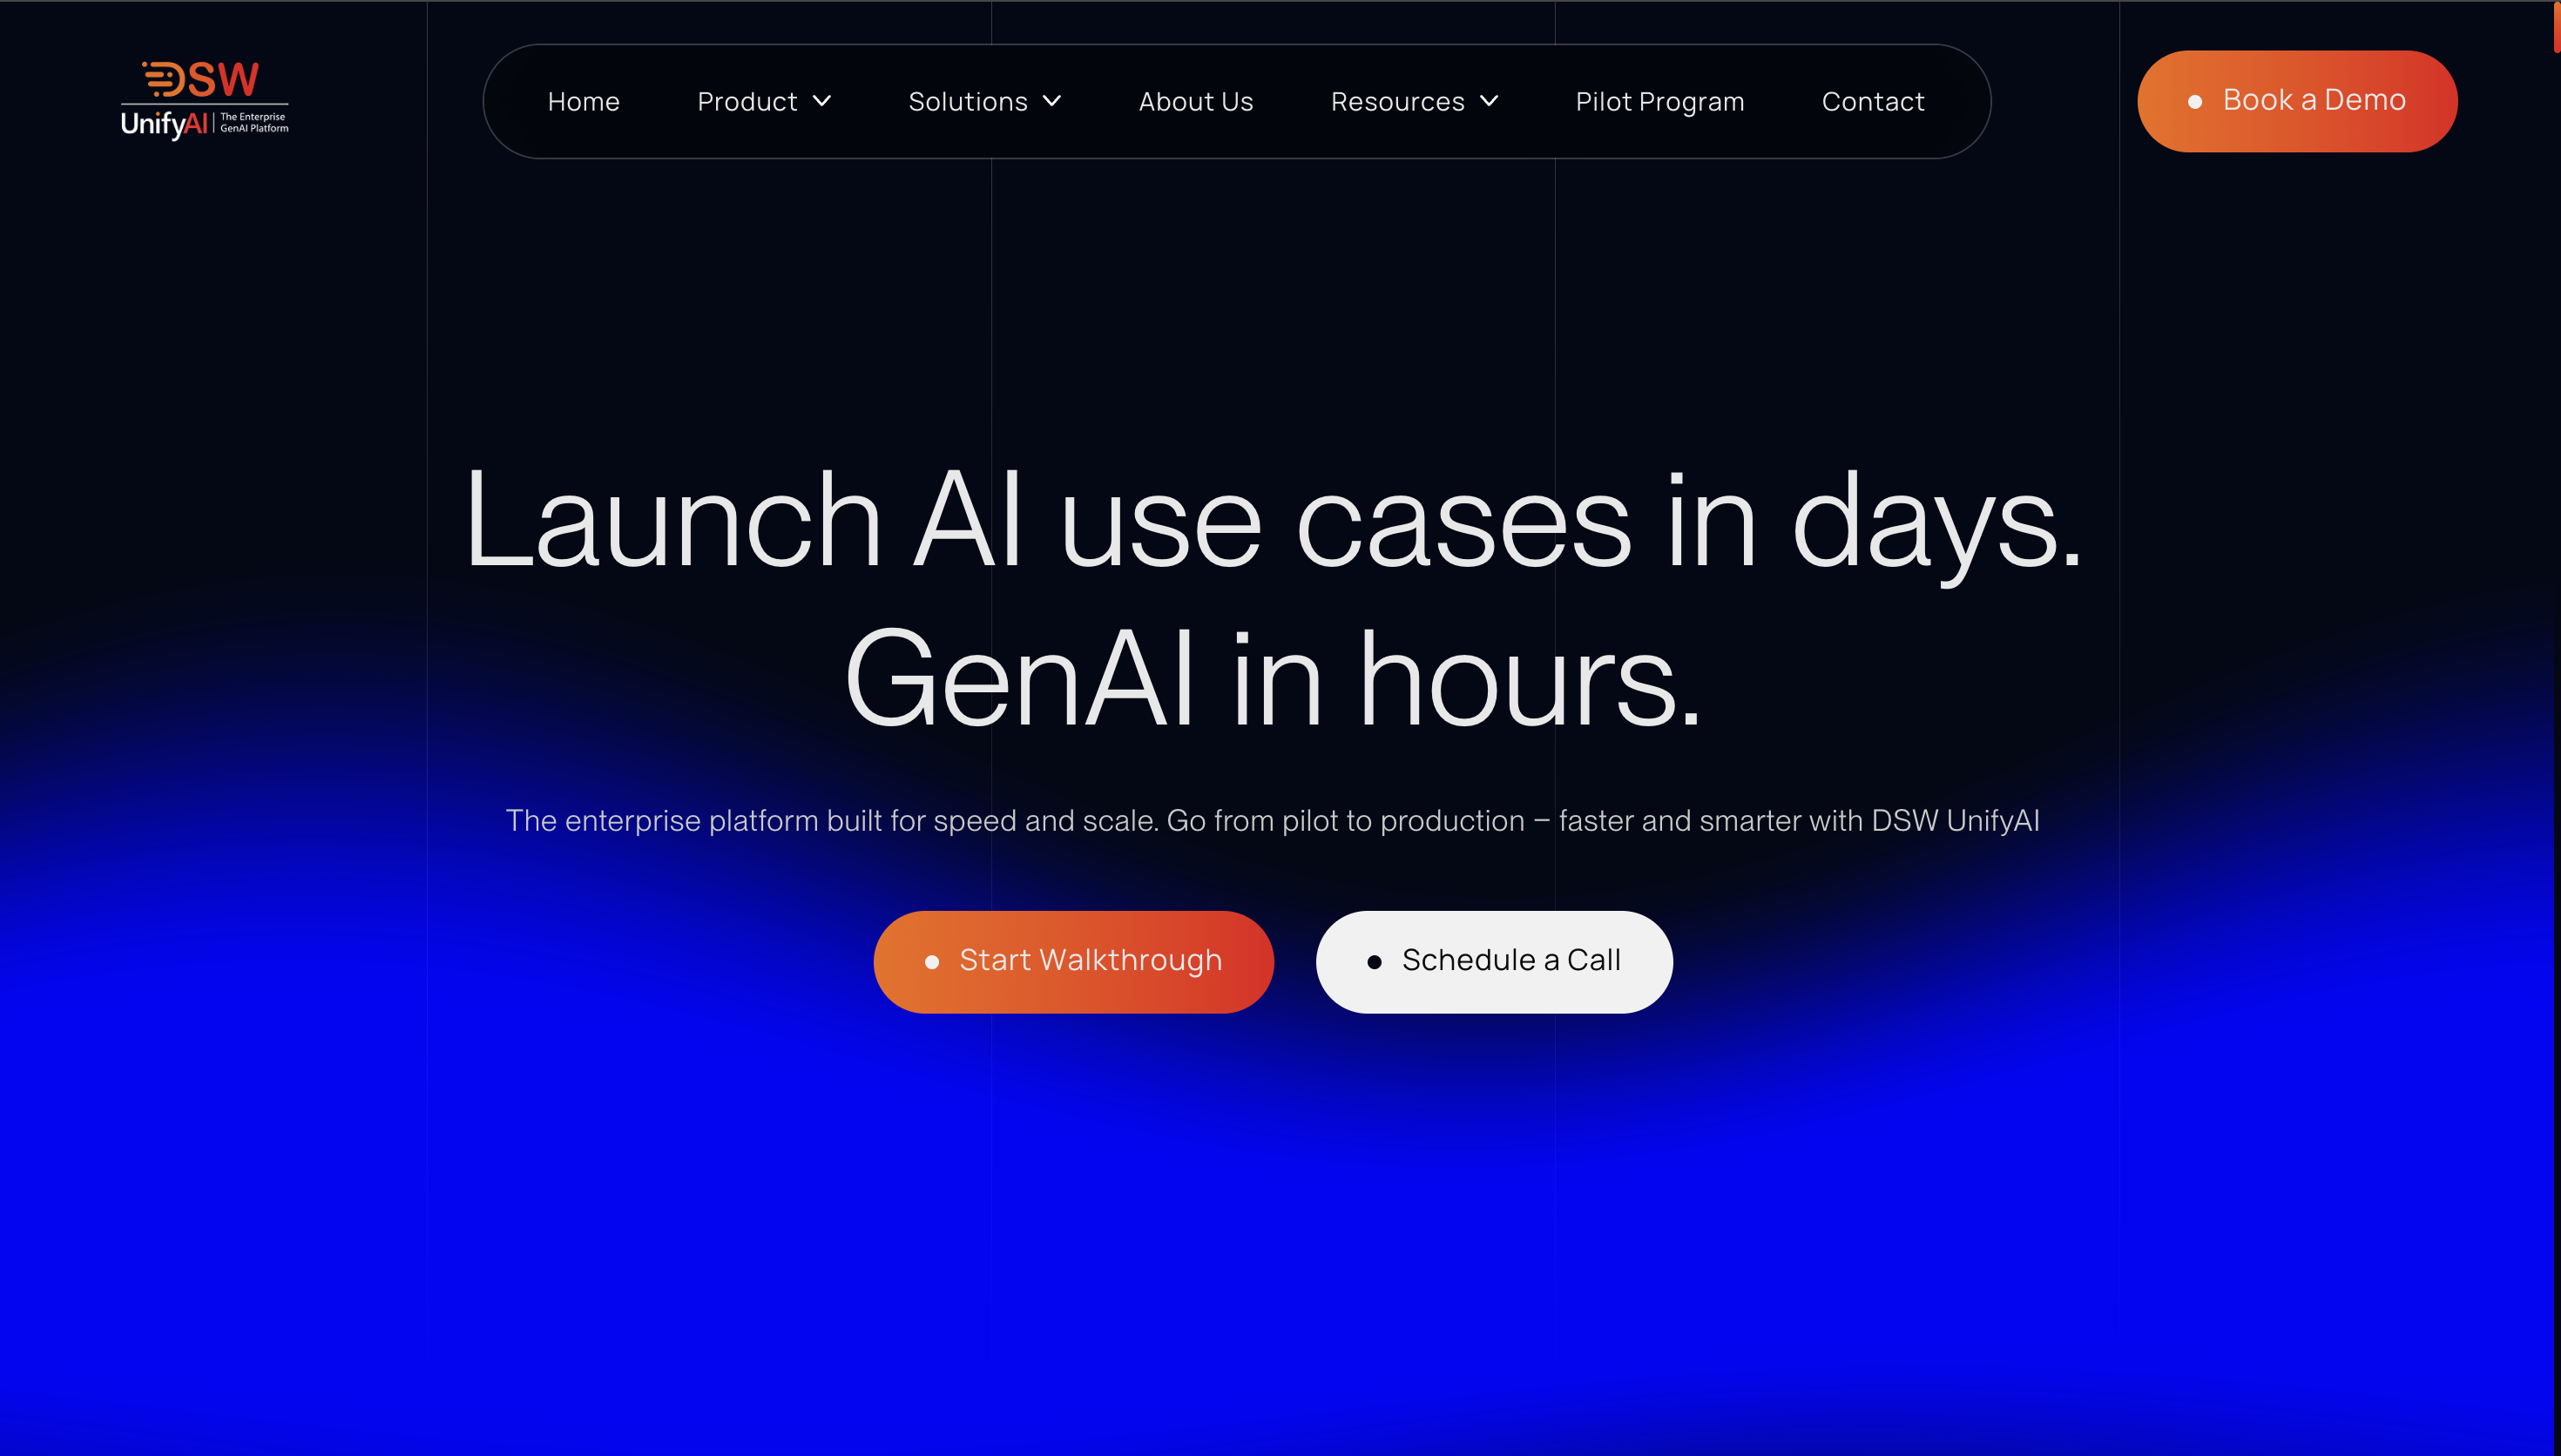 DSW
UnifyAI | The Enterprise
GenAI Platform
Home
Product
Solutions
About Us
Resources
Pilot Program
Contact
Book a Demo
Launch AI use cases in days.
GenAI in hours.
The enterprise platform built for speed and scale. Go from pilot to production – faster and smarter with DSW UnifyAI
Start Walkthrough
Schedule a Call